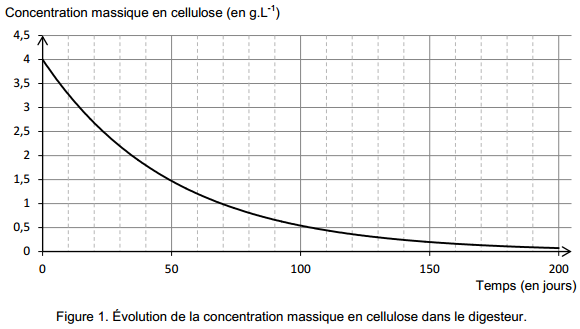 Concentration massique en cellulose (en g.L-1)
4,5
4
3,5
3
2,5
2
1,5
1
0,5
0
0 50 100 150 200
Temps (en jours)
Figure 1. Évolution de la concentration massique en cellulose dans le digesteur.